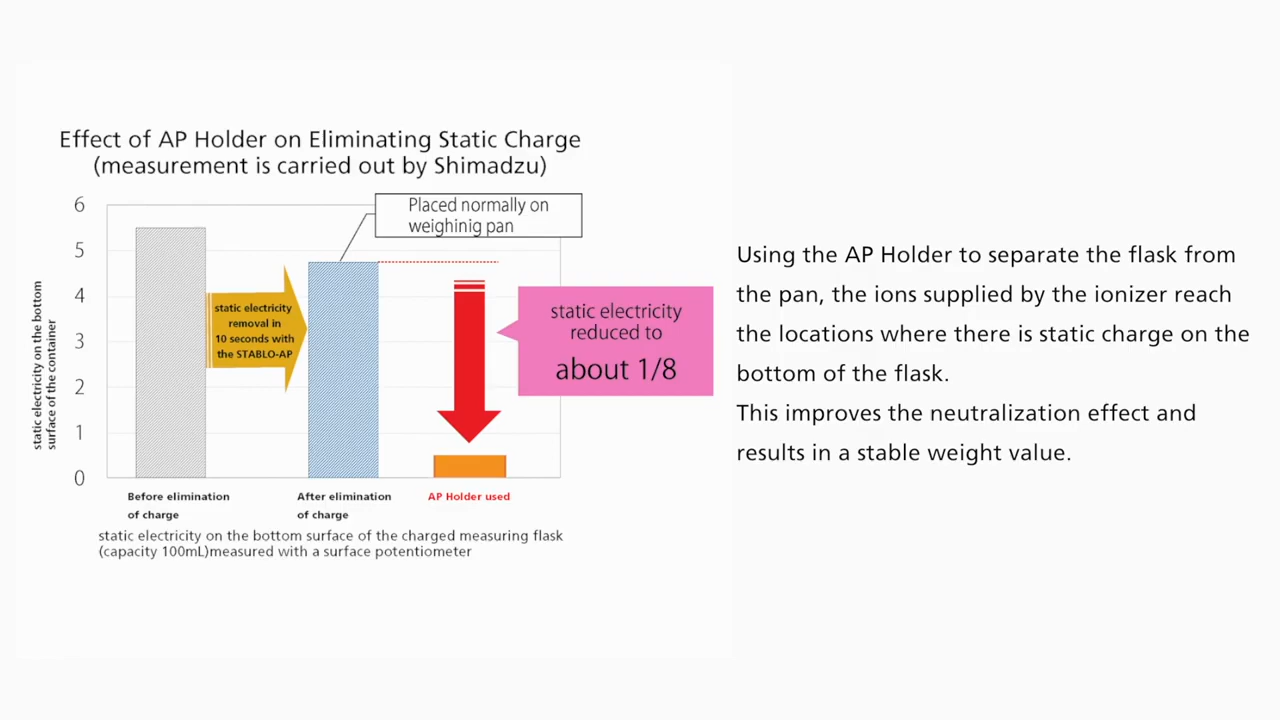 Effect of AP Holder on Eliminating Static Charge
(measurement is carried out by Shimadzu)
6
5
4
3
2
1
0
static electricity on the bottom
surface of the container
Placed normally on
weighinig pan
static electricity
removal in
10 seconds with
the STABLO-AP
static electricity
reduced to
about 1/8
Before elimination
of charge
After elimination
of charge
AP Holder used
static electricity on the bottom surface of the charged measuring flask
(capacity 100mL)measured with a surface potentiometer
Using the AP Holder to separate the flask from
the pan, the ions supplied by the ionizer reach
the locations where there is static charge on the
bottom of the flask.
This improves the neutralization effect and
results in a stable weight value.